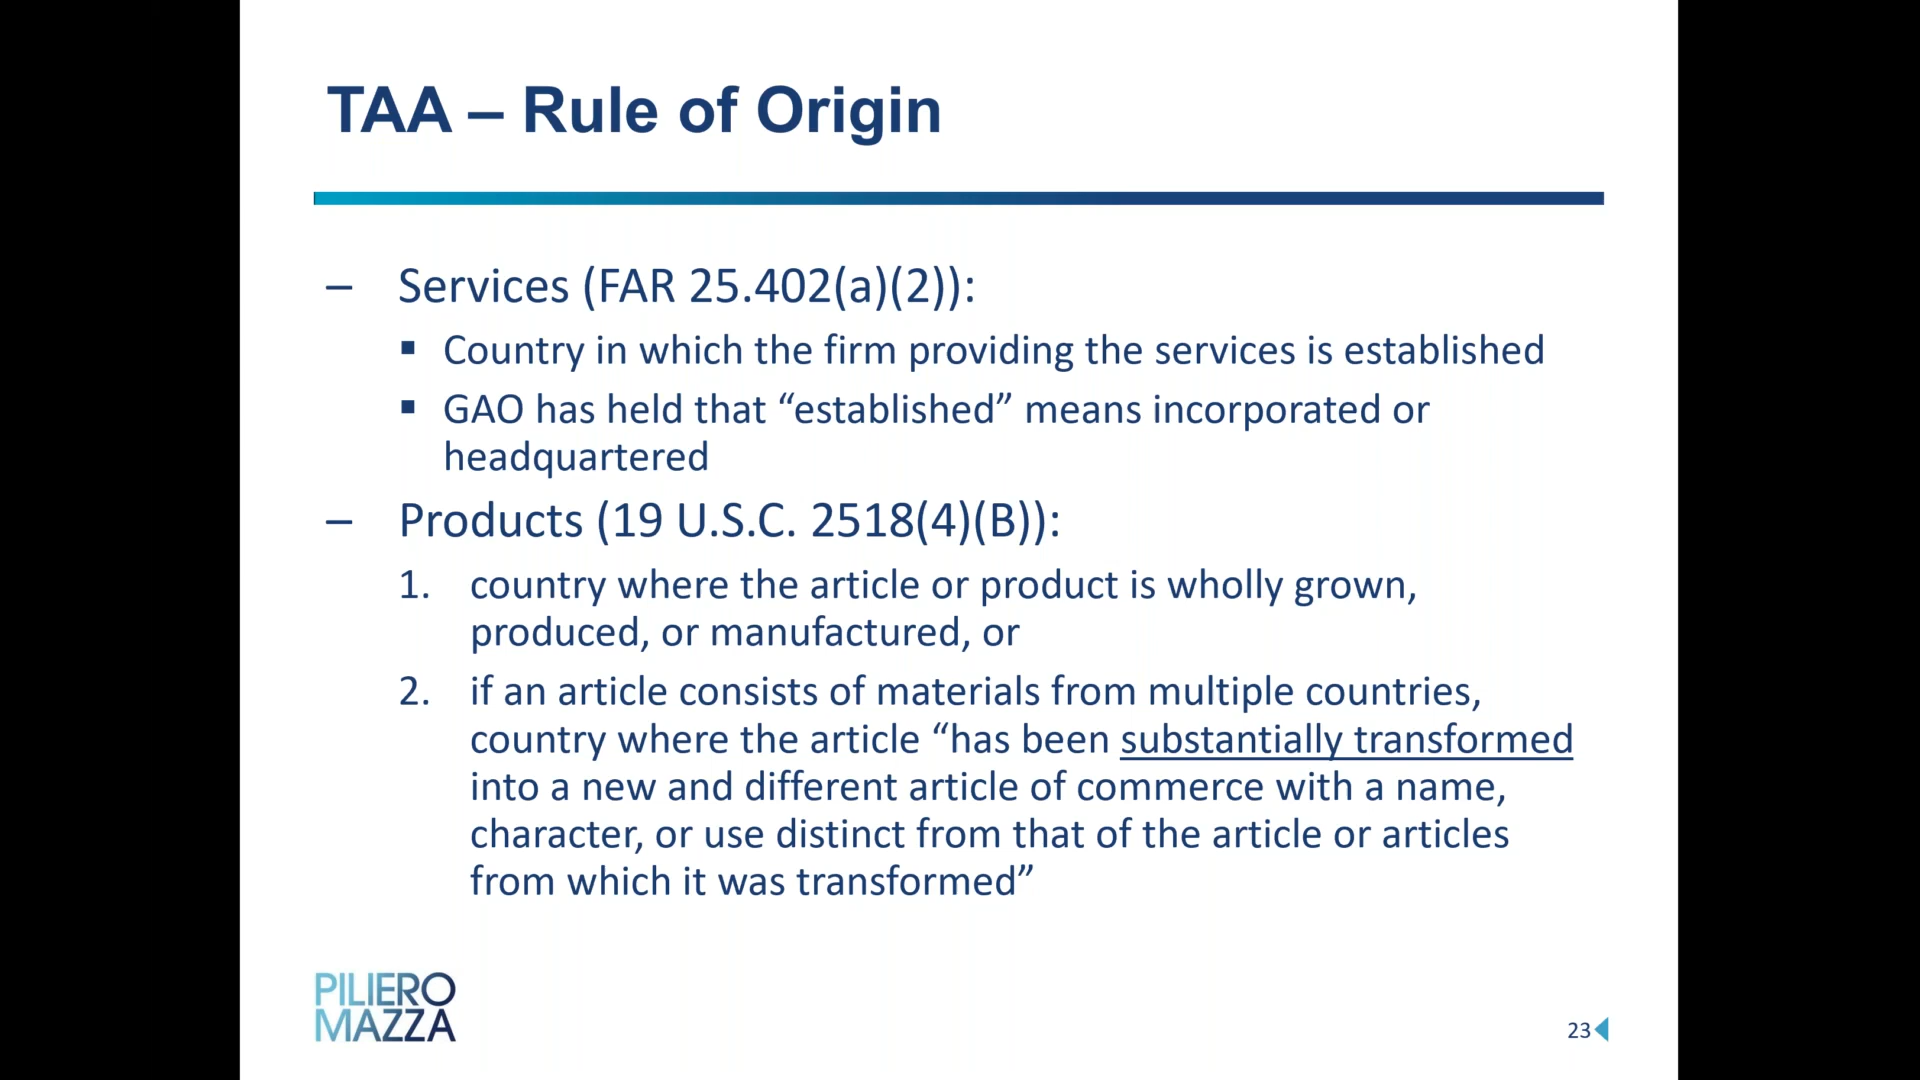 TAA – Rule of Origin
– Services (FAR 25.402(a)(2)):
▪ Country in which the firm providing the services is established
▪ GAO has held that “established” means incorporated or
headquartered
– Products (19 U.S.C. 2518(4)(B)):
1. country where the article or product is wholly grown,
produced, or manufactured, or
2. if an article consists of materials from multiple countries,
country where the article “has been substantially transformed
into a new and different article of commerce with a name,
character, or use distinct from that of the article or articles
from which it was transformed”
PILIERO
MAZZA
23